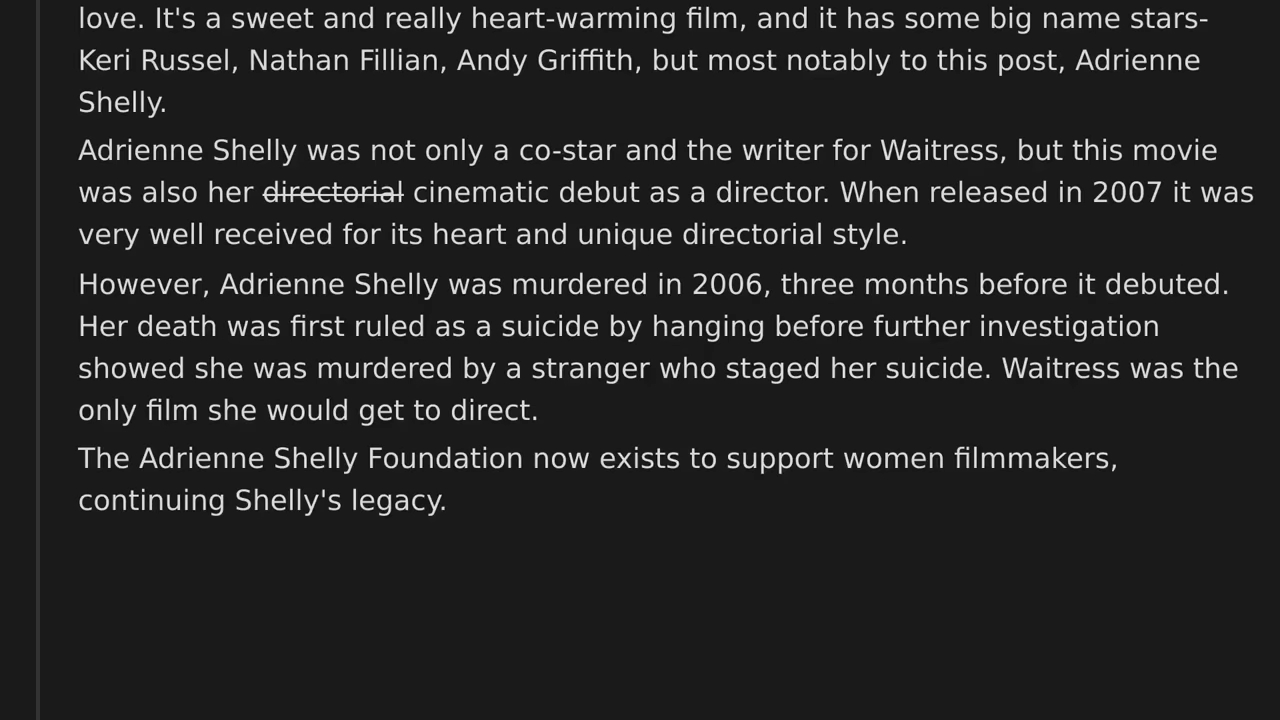 love. It's a sweet and really heart-warming film, and it has some big name stars-
Keri Russel, Nathan Fillian, Andy Griffith, but most notably to this post, Adrienne
Shelly.
Adrienne Shelly was not only a co-star and the writer for Waitress, but this movie
was also her directorial cinematic debut as a director. When released in 2007 it was
very well received for its heart and unique directorial style.
However, Adrienne Shelly was murdered in 2006, three months before it debuted.
Her death was first ruled as a suicide by hanging before further investigation
showed she was murdered by a stranger who staged her suicide. Waitress was the
only film she would get to direct.
The Adrienne Shelly Foundation now exists to support women filmmakers,
continuing Shelly's legacy.